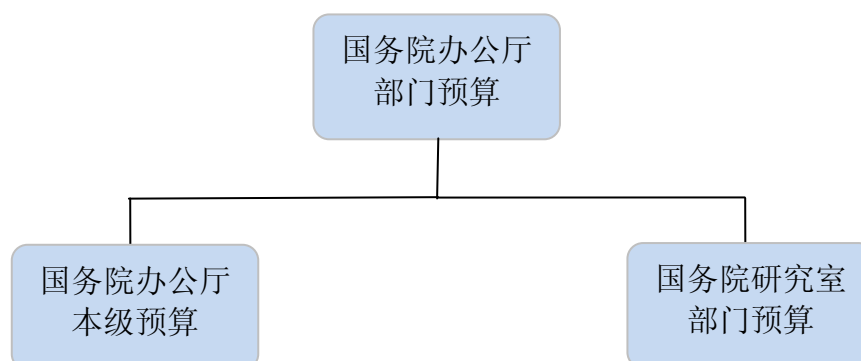 国务院办公厅
部门预算
国务院办公厅
本级预算
国务院研究室
部门预算